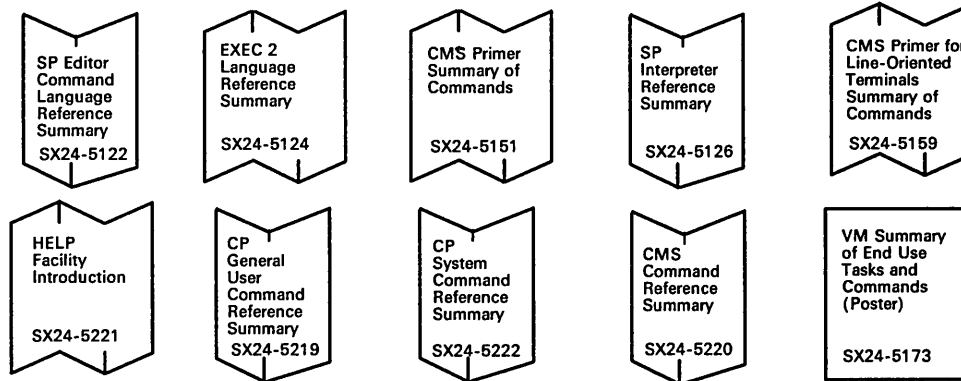 SP Editor
Command
Language
Reference
Summary
SX24-5122
EXEC 2
Language
Reference
Summary
SX24-5124
CMS Primer
Summary of
Commands
SX24-5151
SP
Interpreter
Reference
Summary
SX24-5126
CMS Primer for
Line-Oriented
Terminals
Summary of
Commands
SX24-5159
HELP
Facility
Introduction
SX24-5221
CP
General
User
Command
Reference
Summary
SX24-5219
CP
System
Command
Reference
Summary
SX24-5222
CMS
Command
Reference
Summary
SX24-5220
VM Summary
of End Use
Tasks and
Commands
(Poster)
SX24-5173